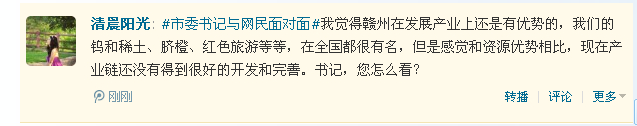 清晨阳光：#市委书记与网民面对面#我觉得赣州在发展产业上还是有优势的，我们的
钨和稀土、脐橙、红色旅游等等，在全国都很有名，但是感觉和资源优势相比，现在产
业链还没有得到很好的开发和完善。书记，您怎么看？
刚刚 转播 评论 更多